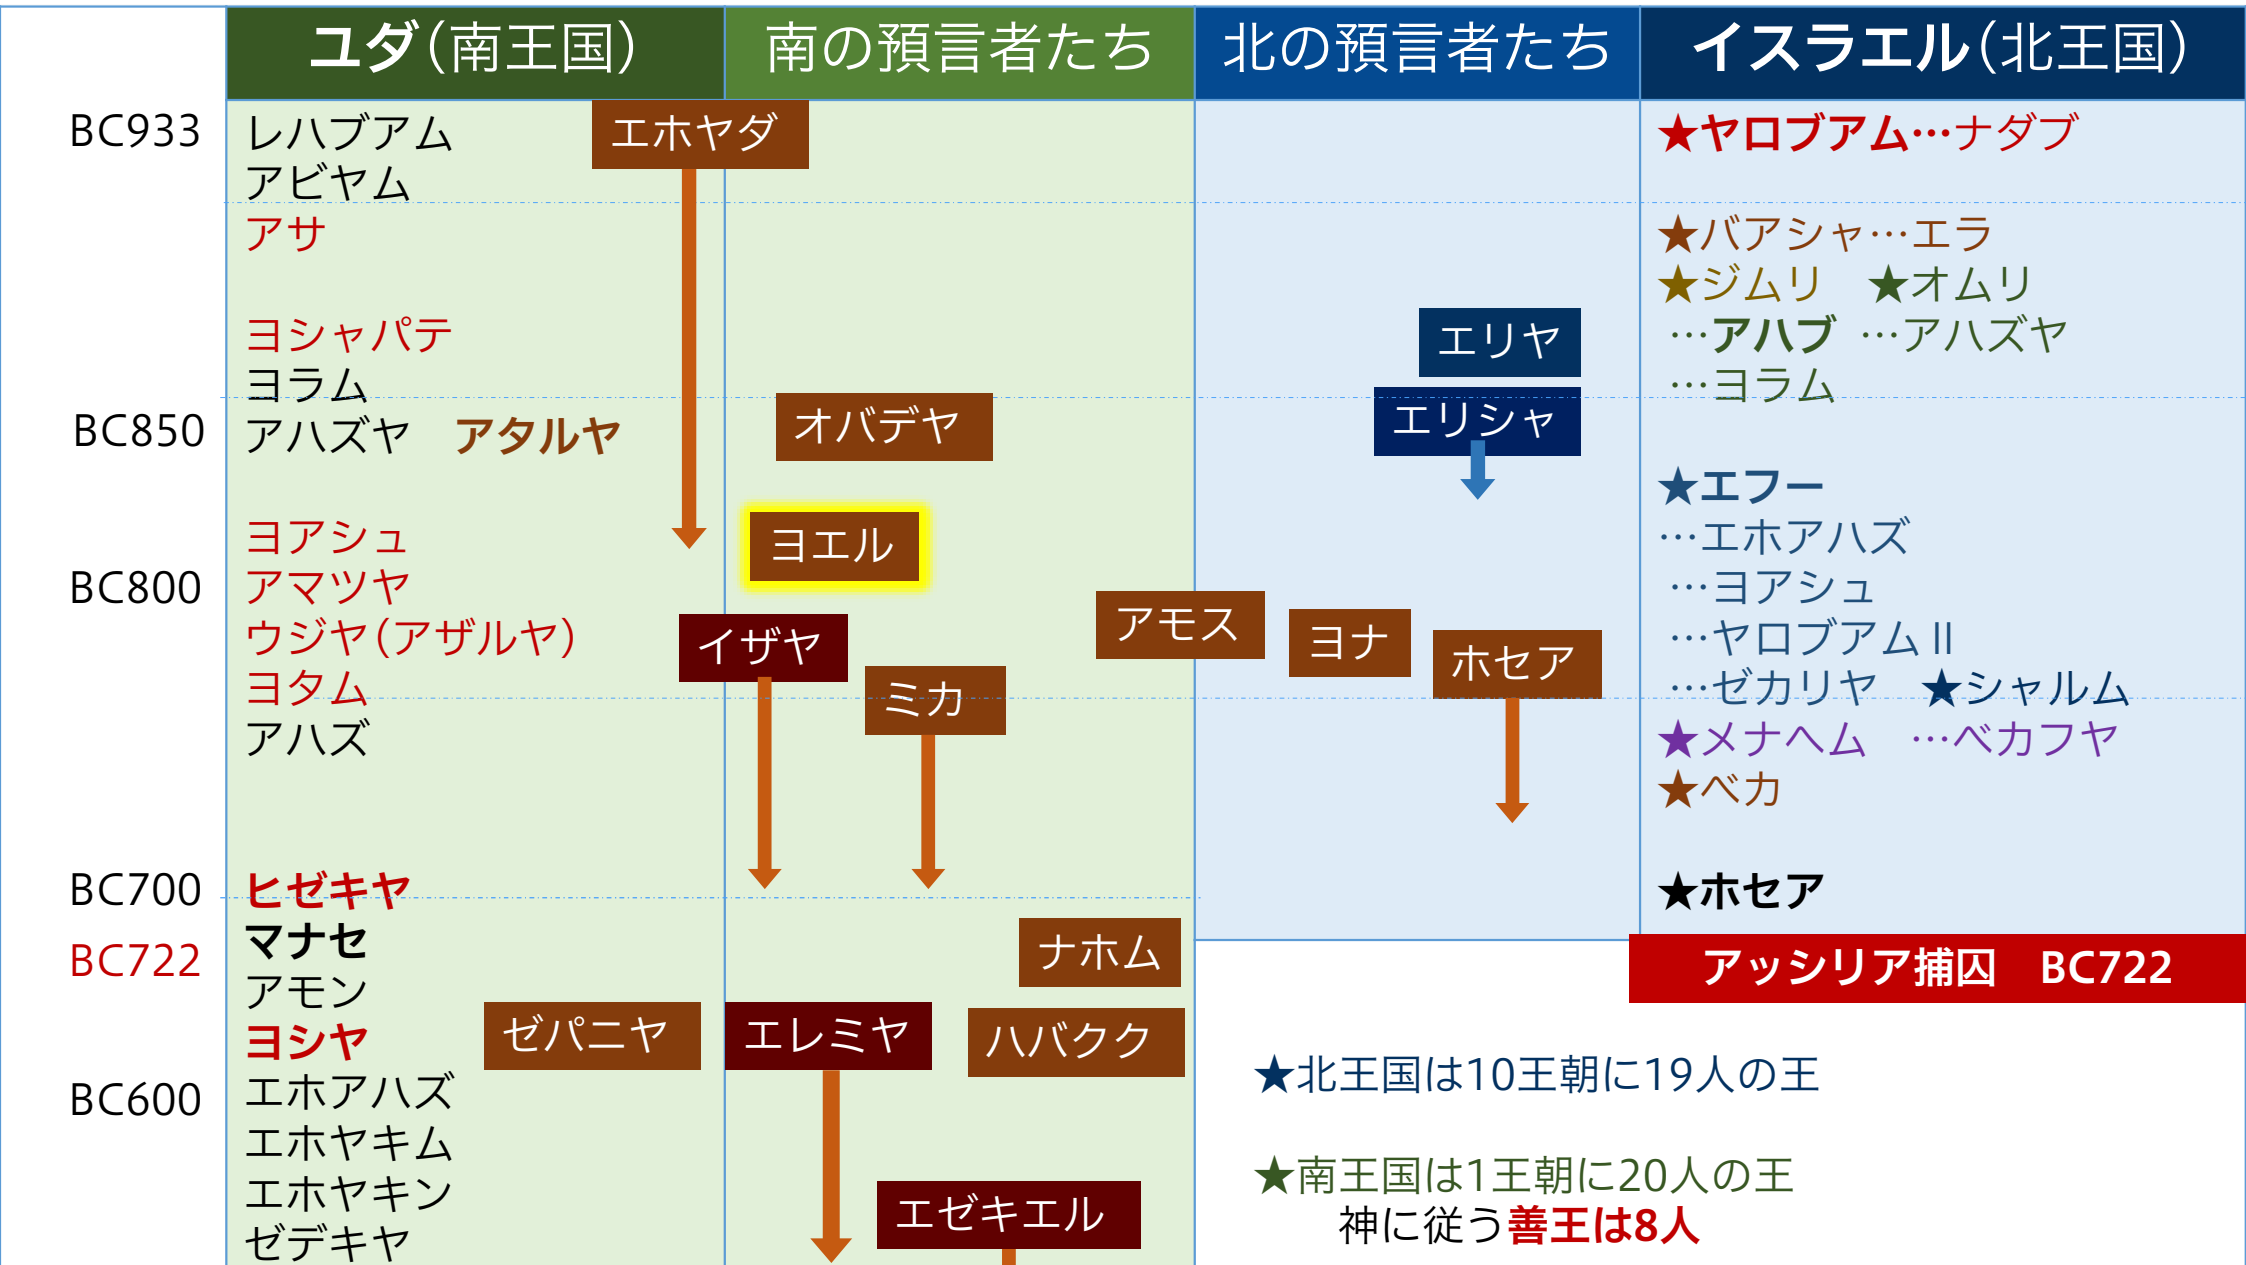 ユダ(南王国)
南の預言者たち
北の預言者たち
イスラエル(北王国)
BC933
レハブアム
エホヤダ
★ヤロブアム…ナダブ
アビヤム
アサ
★バアシャ…エラ
★ジムリ ★オムリ
ヨシャパテ
エリヤ
…アハブ …アハズヤ
ヨラム
…ヨラム
BC850
アハズヤ アタルヤ
オバデヤ
エリシャ
★エフー
ヨアシュ
ヨエル
…エホアハズ
BC800
アマツヤ
…ヨアシュ
ウジヤ(アザルヤ)
イザヤ
アモス
ヨナ
ホセア
…ヤロブアムⅡ
ヨタム
ミカ
…ゼカリヤ ★シャルム
アハズ
★メナヘム …ペカフヤ
★ペカ
BC700
ヒゼキヤ
★ホセア
BC722
マナセ
ナホム
アッシリア捕囚 BC722
アモン
ヨシヤ
ゼパニヤ
エレミヤ
ハバクク
BC600
エホアハズ
★北王国は10王朝に19人の王
エホヤキム
エホヤキン
★南王国は1王朝に20人の王
ゼデキヤ
エゼキエル
神に従う善王は8人